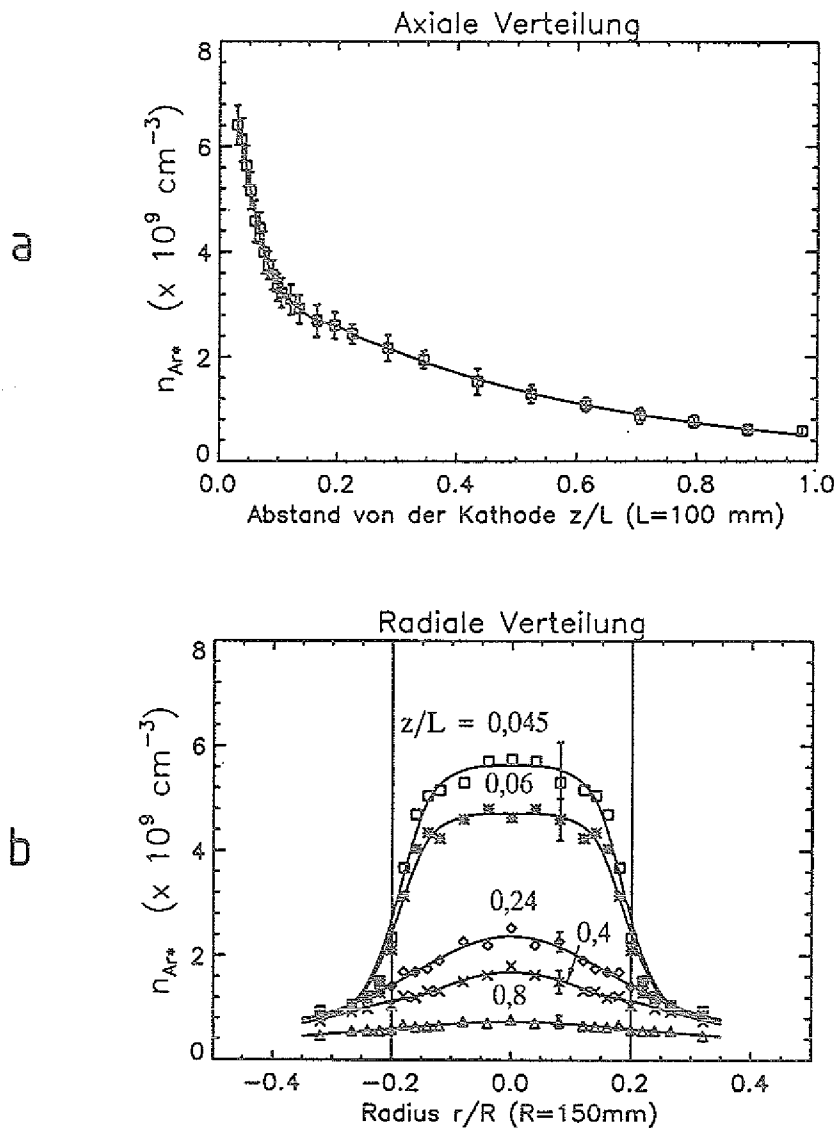 a
Axiale Verteilung
n_Ar* (x 10^9 cm^-3)
8
6
4
2
0
0.0 0.2 0.4 0.6 0.8 1.0
Abstand von der Kathode z/L (L=100 mm)
b
Radiale Verteilung
n_Ar* (x 10^9 cm^-3)
8
6
4
2
0
z/L = 0,045
0,06
0,24
0,4
0,8
-0.4 -0.2 0.0 0.2 0.4
Radius r/R (R=150mm)